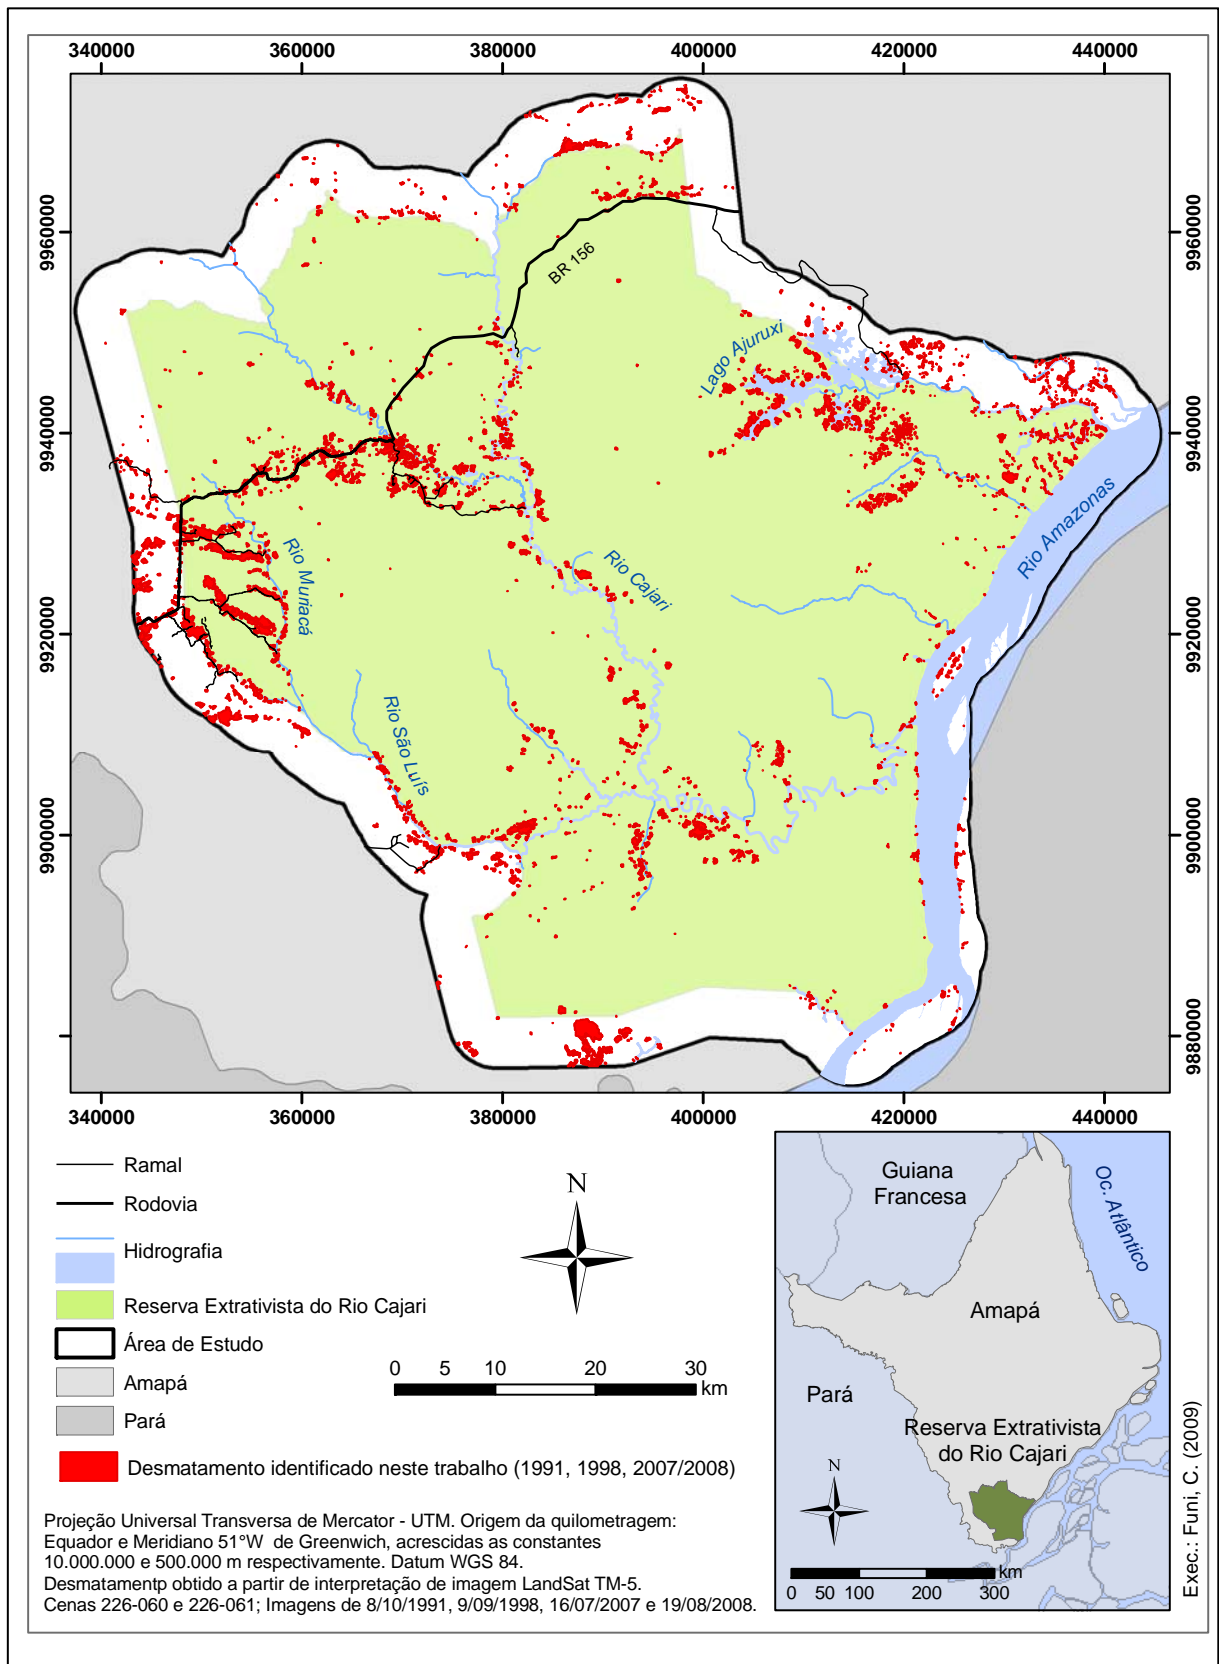 340000 360000 380000 400000 420000 440000
9960000
9940000
9920000
9900000
9880000
9960000
9940000
9920000
9900000
9880000
BR 156
Lago Ajuruxi
Rio Amazonas
Rio Muriacá
Rio Cajari
Rio São Luís
340000 360000 380000 400000 420000 440000
Ramal
Rodovia
Hidrografia
Reserva Extrativista do Rio Cajari
Área de Estudo
Amapá
Pará
Desmatamento identificado neste trabalho (1991, 1998, 2007/2008)
N
0 5 10 20 30
km
Projeção Universal Transversa de Mercator - UTM. Origem da quilometragem:
Equador e Meridiano 51°W de Greenwich, acrescidas as constantes
10.000.000 e 500.000 m respectivamente. Datum WGS 84.
Desmatamentp obtido a partir de interpretação de imagem LandSat TM-5.
Cenas 226-060 e 226-061; Imagens de 8/10/1991, 9/09/1998, 16/07/2007 e 19/08/2008.
Guiana
Francesa
Oc. Atlântico
Amapá
Pará
Reserva Extrativista
do Rio Cajari
N
km
0 50 100 200 300
Exec.: Funi, C. (2009)